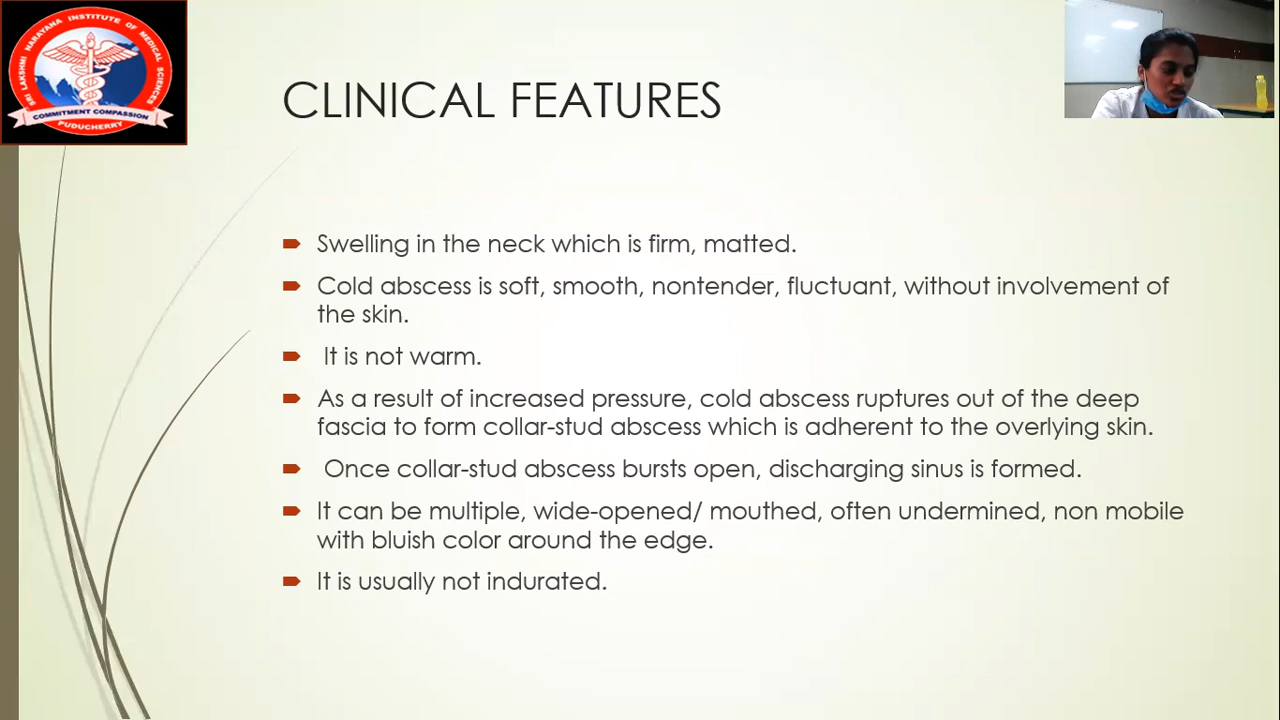 SRI LAKSHMI NARAYANA INSTITUTE OF MEDICAL SCIENCES
COMMITMENT COMPASSION
PUDUCHERRY
CLINICAL FEATURES
Swelling in the neck which is firm, matted.
Cold abscess is soft, smooth, nontender, fluctuant, without involvement of
the skin.
It is not warm.
As a result of increased pressure, cold abscess ruptures out of the deep
fascia to form collar-stud abscess which is adherent to the overlying skin.
Once collar-stud abscess bursts open, discharging sinus is formed.
It can be multiple, wide-opened/ mouthed, often undermined, non mobile
with bluish color around the edge.
It is usually not indurated.